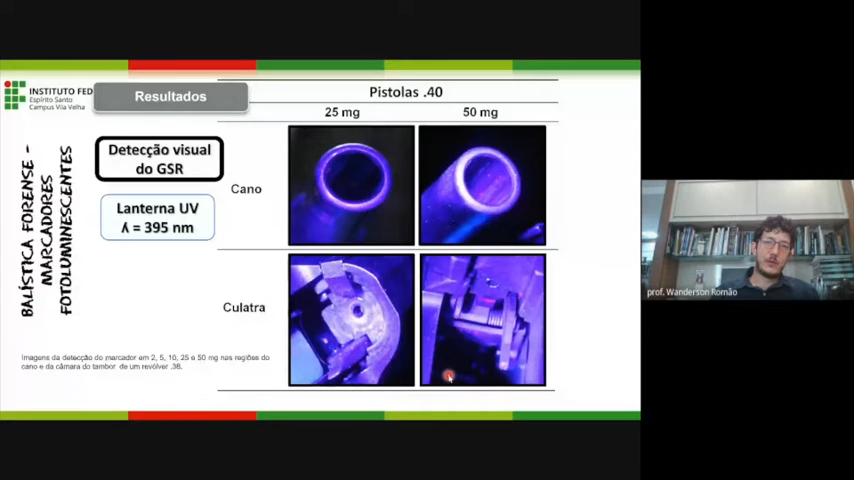 INSTITUTO FED
Espírito Santo
Campus Vila Velha
Resultados
Pistolas .40
25 mg
50 mg
BALÍSTICA FORENSE –
MARCADORES
FOTOLUMINESCENTES
Detecção visual
do GSR
Lanterna UV
λ = 395 nm
Cano
Culatra
Imagens da detecção do marcador em 2, 5, 10, 25 e 50 mg nas regiões do
cano e da câmara do tambor de um revólver .38.
prof. Wanderson Romão